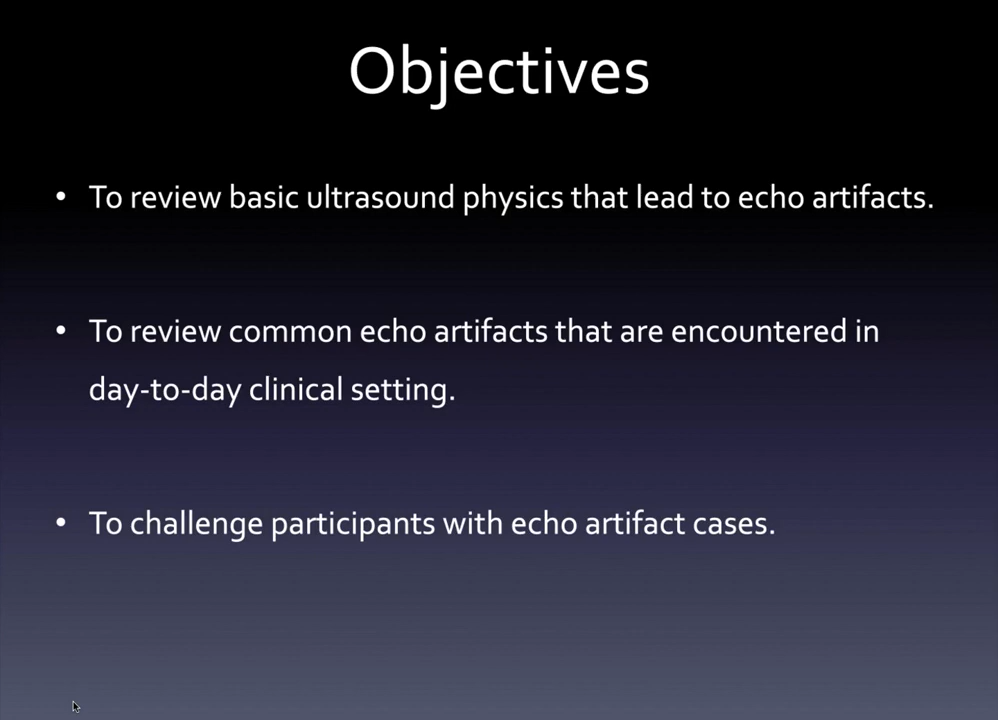 Objectives
• To review basic ultrasound physics that lead to echo artifacts.
• To review common echo artifacts that are encountered in
day-to-day clinical setting.
• To challenge participants with echo artifact cases.